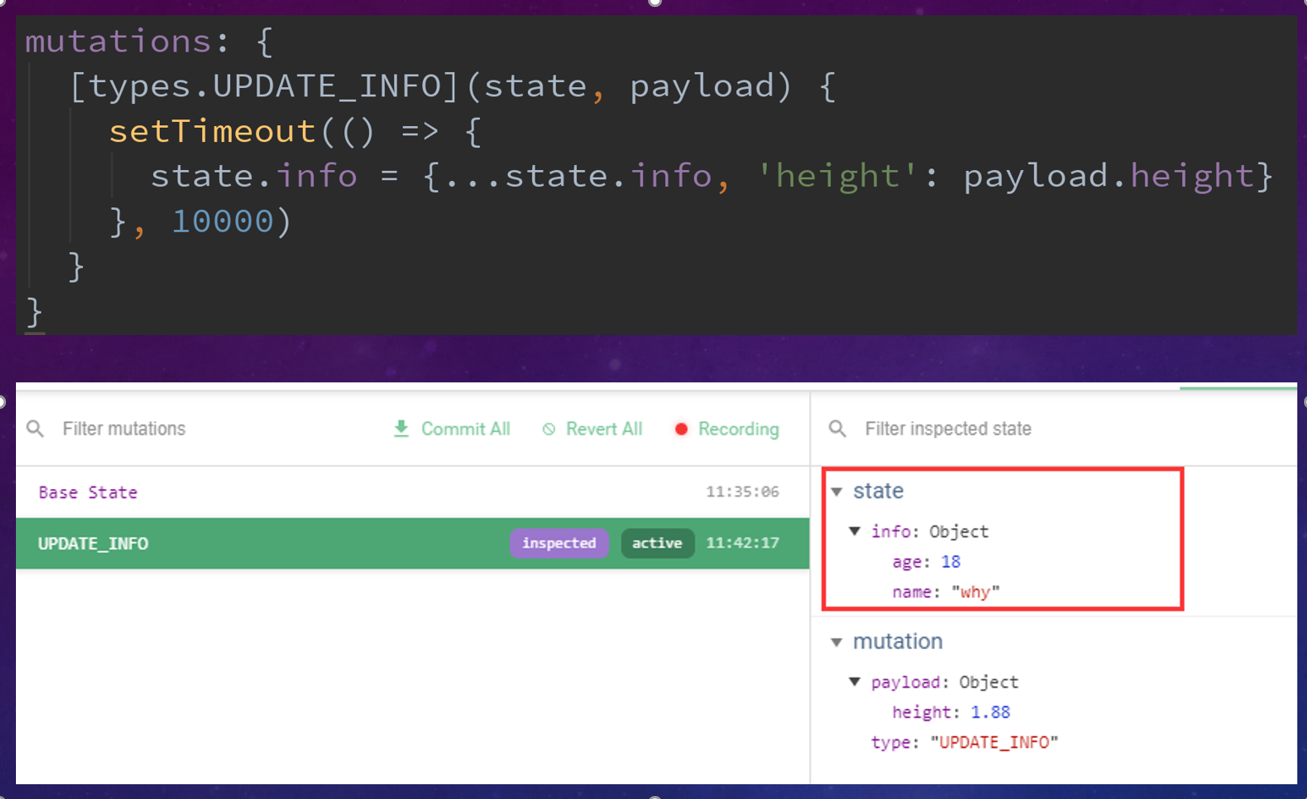 mutations: {
[types.UPDATE_INFO](state, payload) {
setTimeout(() => {
state.info = {...state.info, 'height': payload.height}
}, 10000)
}
}
Filter mutations
Commit All
Revert All
Recording
Base State 11:35:06
UPDATE_INFO inspected active 11:42:17
Filter inspected state
state
info: Object
age: 18
name: "why"
mutation
payload: Object
height: 1.88
type: "UPDATE_INFO"